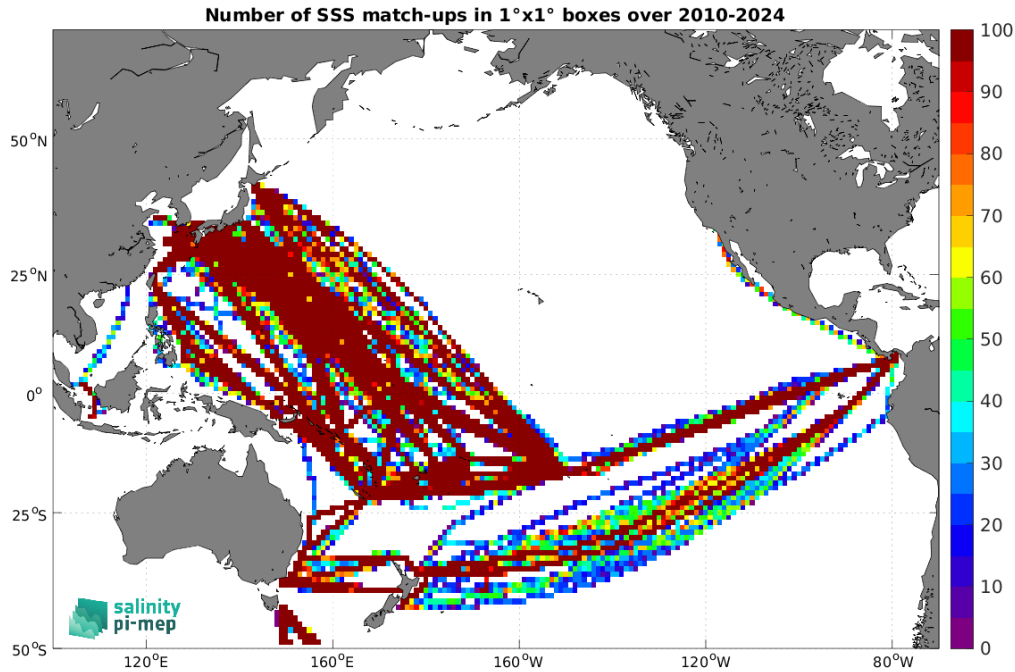 Number of SSS match-ups in 1°x1° boxes over 2010-2024
50°N
25°N
0°
25°S
50°S
120°E
160°E
160°W
120°W
80°W
100
90
80
70
60
50
40
30
20
10
0
salinity
pi-mep